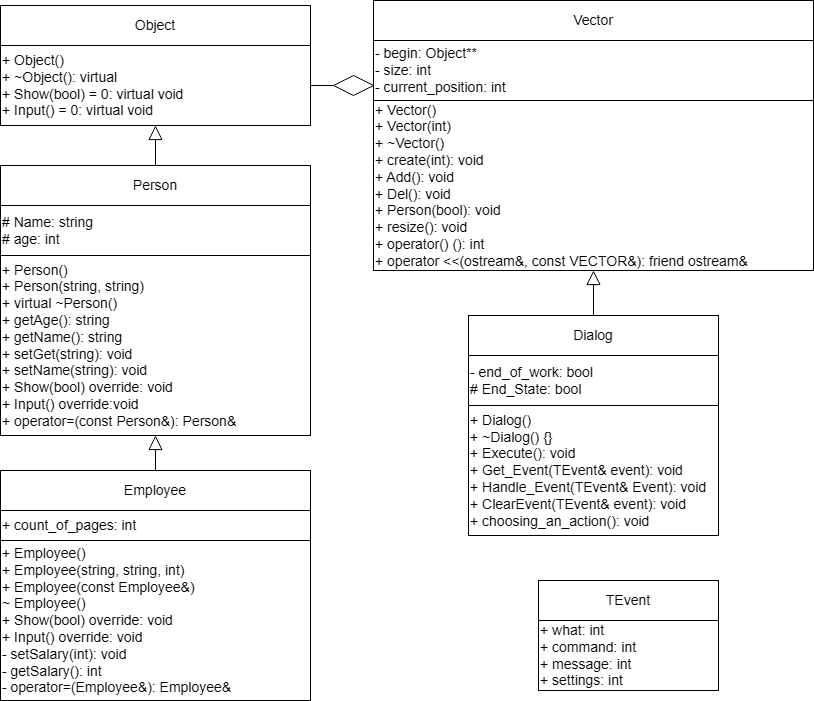 Object
+ Object()
+ ~Object(): virtual
+ Show(bool) = 0: virtual void
+ Input() = 0: virtual void
Person
# Name: string
# age: int
+ Person()
+ Person(string, string)
+ virtual ~Person()
+ getAge(): string
+ getName(): string
+ setGet(string): void
+ setName(string): void
+ Show(bool) override: void
+ Input() override:void
+ operator=(const Person&): Person&
Employee
+ count_of_pages: int
+ Employee()
+ Employee(string, string, int)
+ Employee(const Employee&)
~ Employee()
+ Show(bool) override: void
+ Input() override: void
- setSalary(int): void
- getSalary(): int
- operator=(Employee&): Employee&
Vector
- begin: Object**
- size: int
- current_position: int
+ Vector()
+ Vector(int)
+ ~Vector()
+ create(int): void
+ Add(): void
+ Del(): void
+ Person(bool): void
+ resize(): void
+ operator() (): int
+ operator <<(ostream&, const VECTOR&): friend ostream&
Dialog
- end_of_work: bool
# End_State: bool
+ Dialog()
+ ~Dialog() {}
+ Execute(): void
+ Get_Event(TEvent& event): void
+ Handle_Event(TEvent& Event): void
+ ClearEvent(TEvent& event): void
+ choosing_an_action(): void
TEvent
+ what: int
+ command: int
+ message: int
+ settings: int